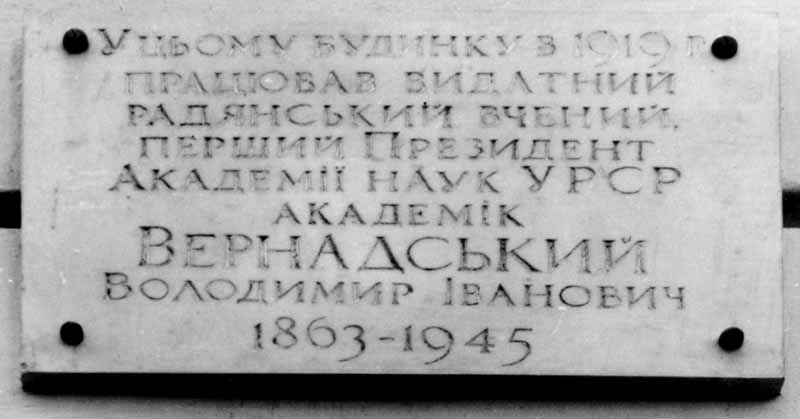 У цьому будинку в 1919 р.
працював видатний
радянський вчений,
перший Президент
Академії наук УРСР
академік
Вернадський
Володимир Іванович
1863-1945